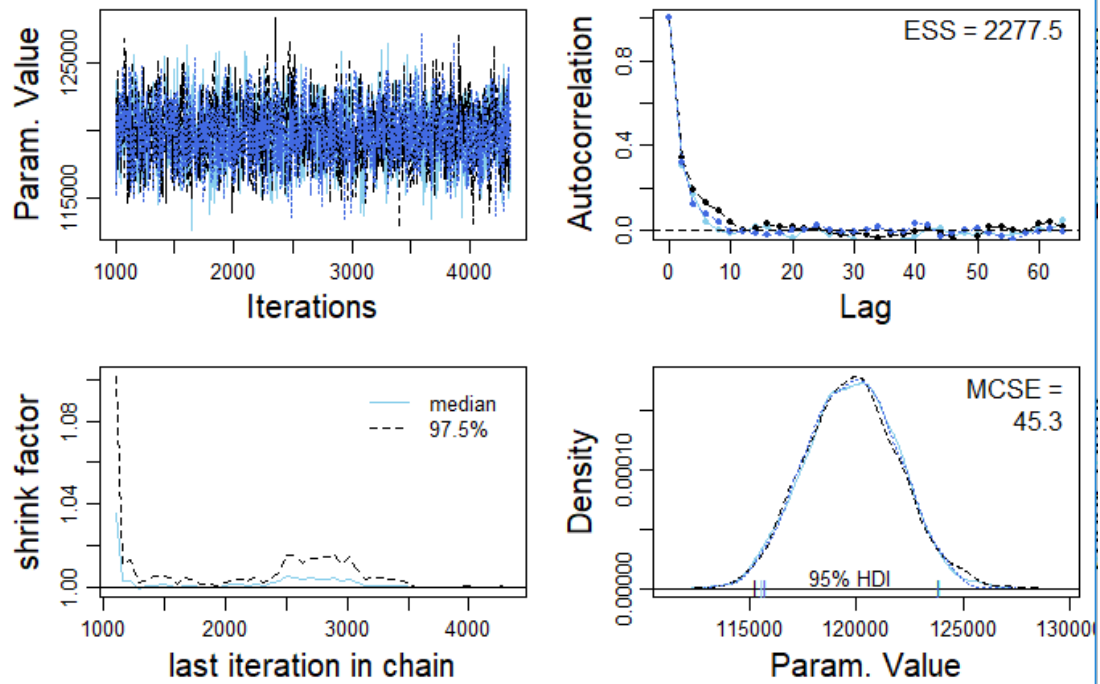 Param. Value
115000
125000
1000
2000
3000
4000
Iterations
Autocorrelation
0.0
0.4
0.8
ESS = 2277.5
0
10
20
30
40
50
60
Lag
shrink factor
1.00
1.04
1.08
median
97.5%
1000
2000
3000
4000
last iteration in chain
Density
0.00000
0.00010
MCSE =
45.3
95% HDI
115000
120000
125000
130000
Param. Value